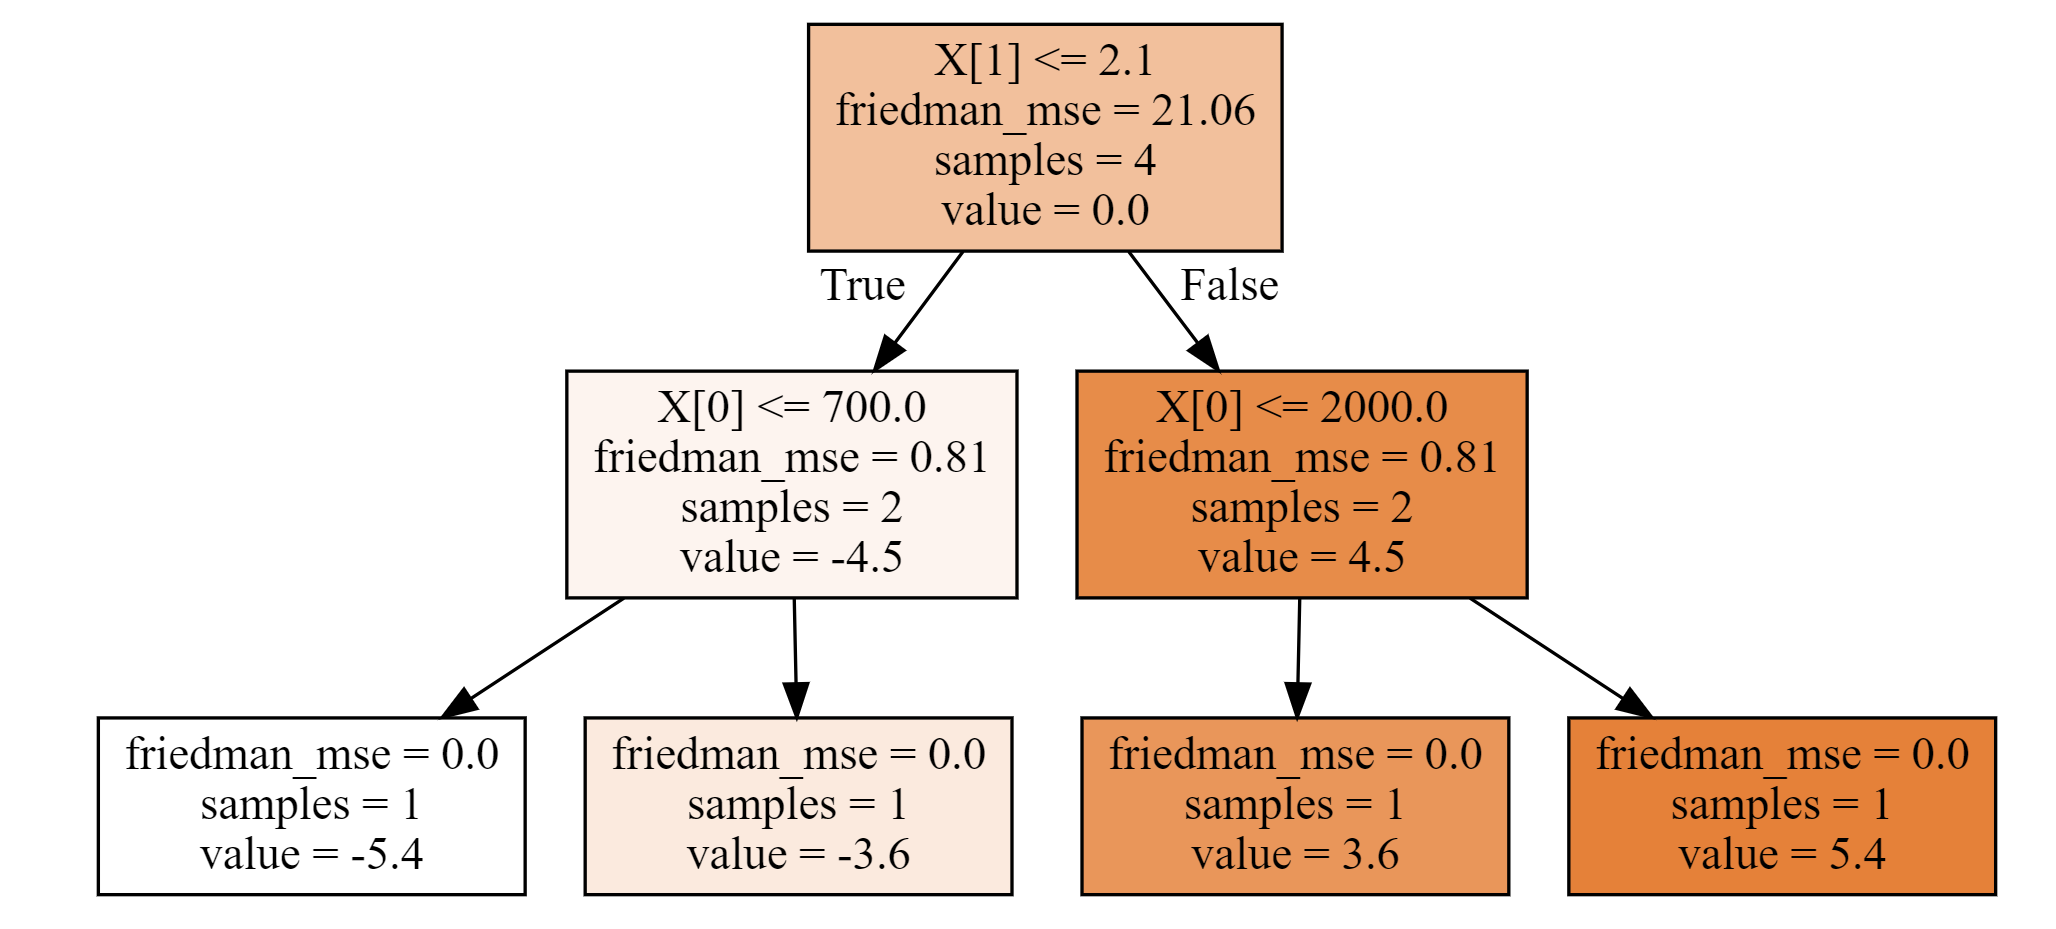 X[1] <= 2.1
friedman_mse = 21.06
samples = 4
value = 0.0
True
False
X[0] <= 700.0
friedman_mse = 0.81
samples = 2
value = -4.5
X[0] <= 2000.0
friedman_mse = 0.81
samples = 2
value = 4.5
friedman_mse = 0.0
samples = 1
value = -5.4
friedman_mse = 0.0
samples = 1
value = -3.6
friedman_mse = 0.0
samples = 1
value = 3.6
friedman_mse = 0.0
samples = 1
value = 5.4